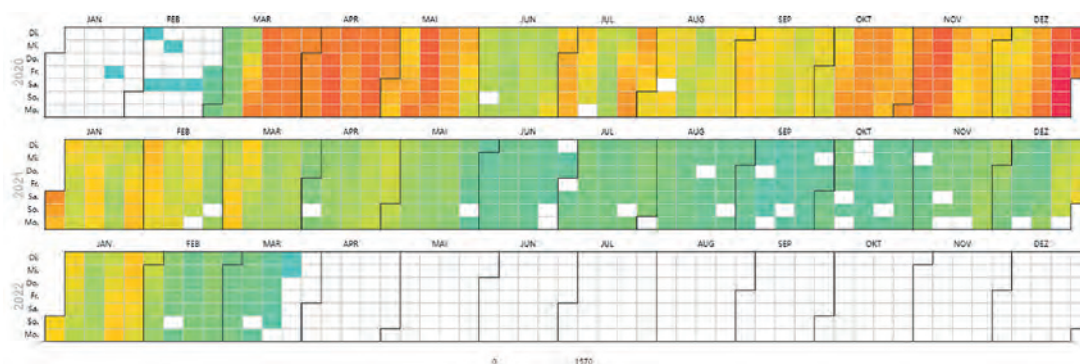 JAN FEB MAR APR MAI JUN JUL AUG SEP OKT NOV DEZ
2020
Di.
Mi.
Do.
Fr.
Sa.
So.
Mo.
JAN FEB MAR APR MAI JUN JUL AUG SEP OKT NOV DEZ
2021
Di.
Mi.
Do.
Fr.
Sa.
So.
Mo.
JAN FEB MAR APR MAI JUN JUL AUG SEP OKT NOV DEZ
2022
Di.
Mi.
Do.
Fr.
Sa.
So.
Mo.
0 1570